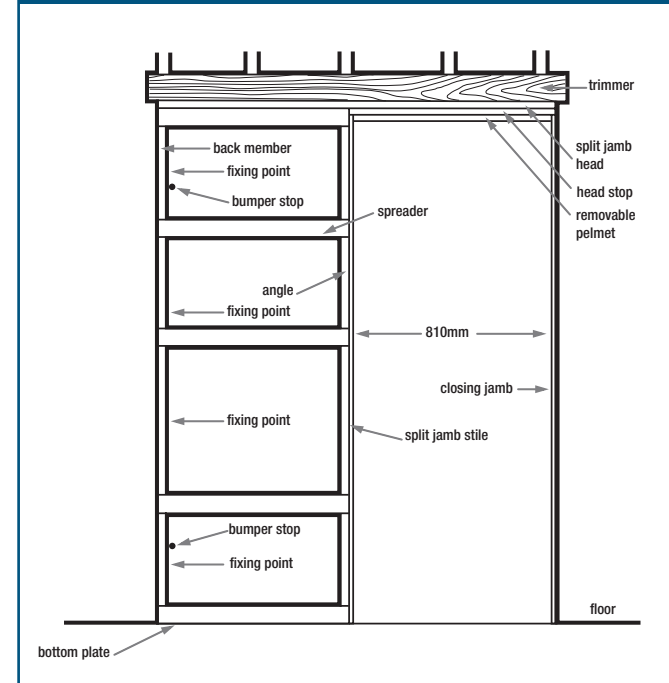 trimmer
split jamb
head
head stop
removable
pelmet
back member
fixing point
bumper stop
spreader
angle
fixing point
810mm
closing jamb
fixing point
split jamb stile
bumper stop
fixing point
floor
bottom plate